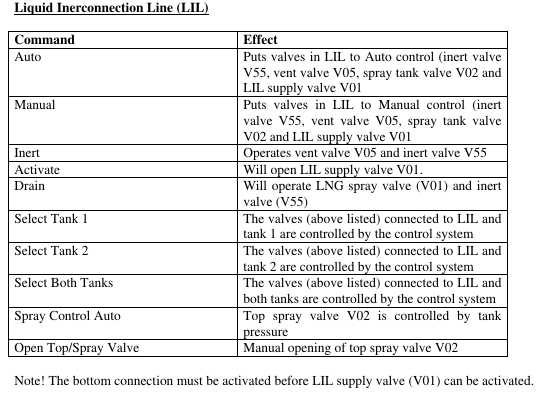 Liquid Inerconnection Line (LIL)
Command Effect
Auto Puts valves in LIL to Auto control (inert valve
V55, vent valve V05, spray tank valve V02 and
LIL supply valve V01
Manual Puts valves in LIL to Manual control (inert
valve V55, vent valve V05, spray tank valve
V02 and LIL supply valve V01
Inert Operates vent valve V05 and inert valve V55
Activate Will open LIL supply valve V01.
Drain Will operate LNG spray valve (V01) and inert
valve (V55)
Select Tank 1 The valves (above listed) connected to LIL and
tank 1 are controlled by the control system
Select Tank 2 The valves (above listed) connected to LIL and
tank 2 are controlled by the control system
Select Both Tanks The valves (above listed) connected to LIL and
both tanks are controlled by the control system
Spray Control Auto Top spray valve V02 is controlled by tank
pressure
Open Top/Spray Valve Manual opening of top spray valve V02
Note! The bottom connection must be activated before LIL supply valve (V01) can be activated.